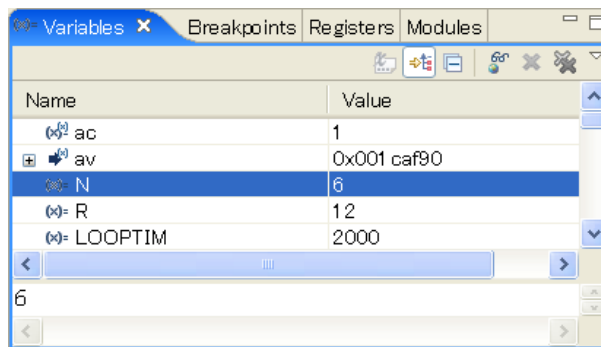 (x)= Variables Breakpoints Registers Modules
Name Value
(x)= ac 1
av 0x001caf90
(x)= N 6
(x)= R 12
(x)= LOOPTIM 2000
6